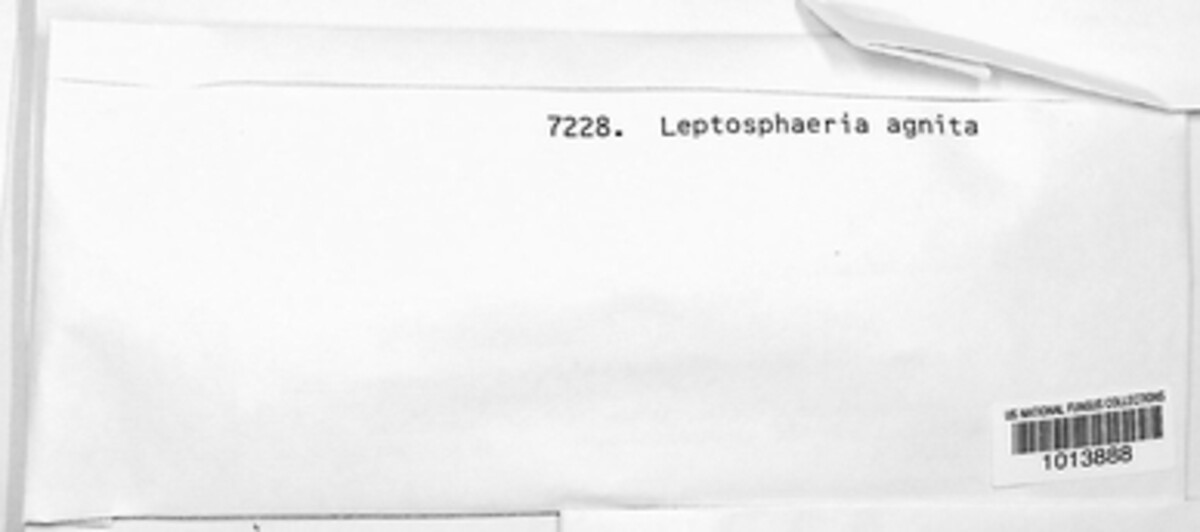 7228. Leptosphaeria agnita
US NATIONAL FUNGUS COLLECTIONS
1013888